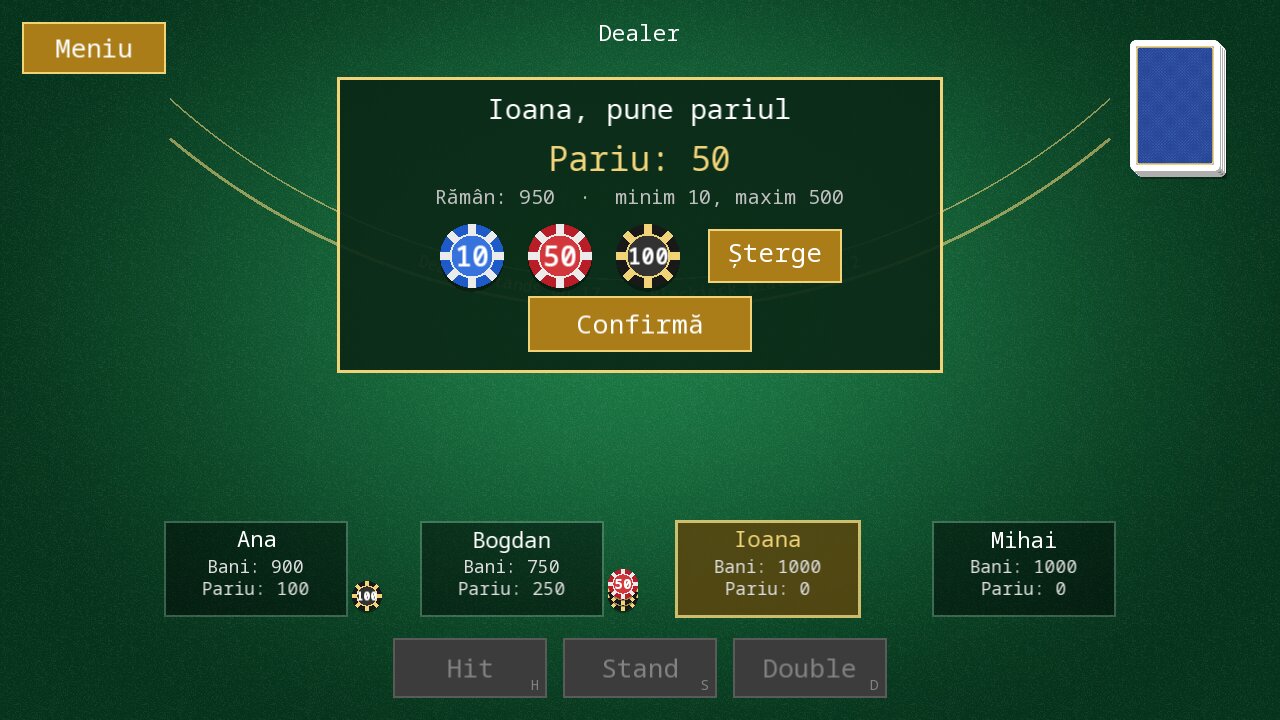 Meniu
Dealer
Ioana, pune pariul
Pariu: 50
Rămân: 950 · minim 10, maxim 500
10
50
100
Șterge
Confirmă
Ana
Bani: 900
Pariu: 100
100
Bogdan
Bani: 750
Pariu: 250
50
Ioana
Bani: 1000
Pariu: 0
Mihai
Bani: 1000
Pariu: 0
Hit
H
Stand
S
Double
D